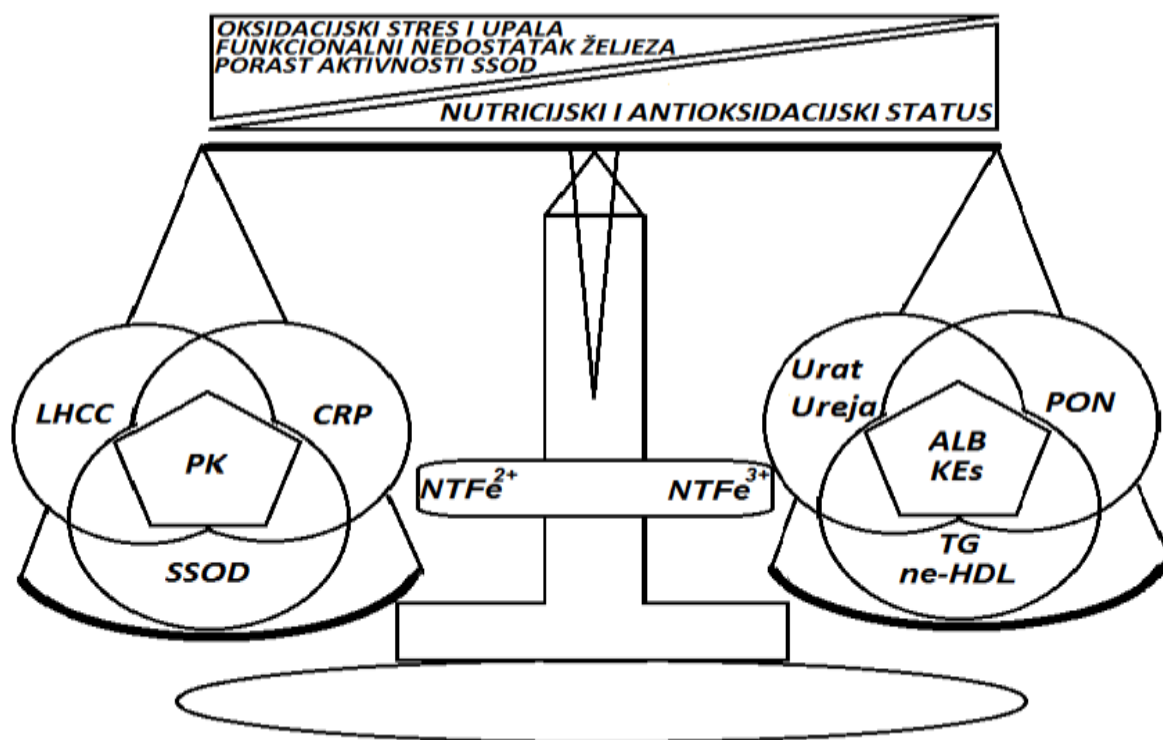 OKSIDACIJSKI STRES I UPALA
FUNKCIONALNI NEDOSTATAK ŽELJEZA
PORAST AKTIVNOSTI SSOD
NUTRICIJSKI I ANTIOKSIDACIJSKI STATUS
LHCC
CRP
PK
SSOD
NTFe²⁺
NTFe³⁺
Urat
Ureja
PON
ALB
KEs
TG
ne-HDL